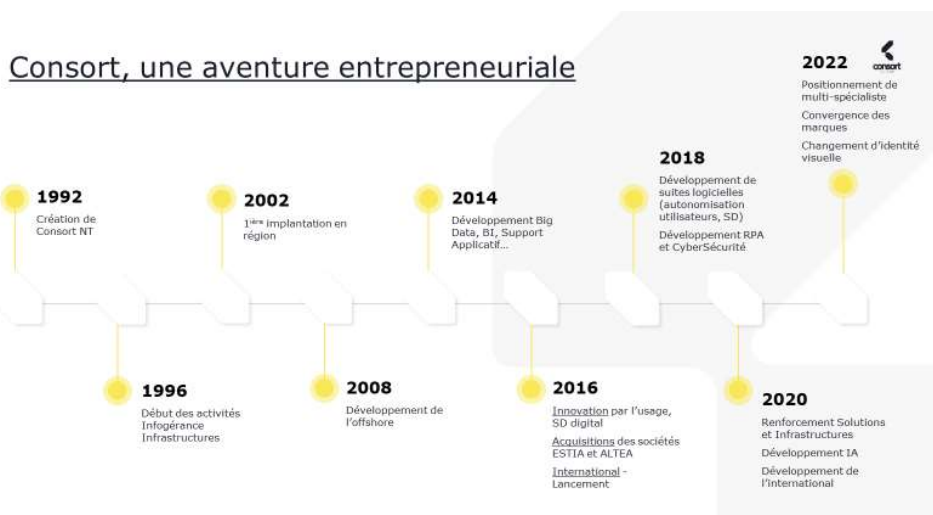 Consort, une aventure entrepreneuriale
1992
Création de
Consort NT
1996
Début des activités
Infogérance
Infrastructures
2002
1ière implantation en
région
2008
Développement de
l'offshore
2014
Développement Big
Data, BI, Support
Applicatif…
2016
Innovation par l'usage,
SD digital
Acquisitions des sociétés
ESTIA et ALTEA
International -
Lancement
2018
Développement de
suites logicielles
(autonomisation
utilisateurs, SD)
Développement RPA
et CyberSécurité
2020
Renforcement Solutions
et Infrastructures
Développement IA
Développement de
l'international
2022
consort
Positionnement de
multi-spécialiste
Convergence des
marques
Changement d'identité
visuelle